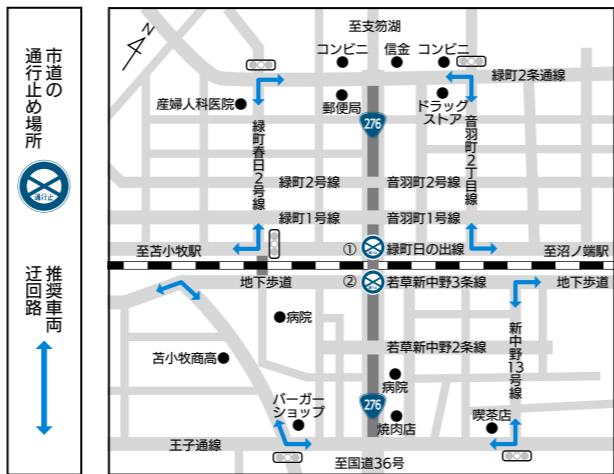 市道の
通行止め場所
通行止
推奨車両
迂回路
N
至支笏湖
コンビニ
信金
コンビニ
緑町2条通線
産婦人科医院
郵便局
ドラッグ
ストア
276
緑町春日2号線
音羽町2丁目線
緑町2号線
音羽町2号線
緑町1号線
音羽町1号線
至苫小牧駅
①
緑町日の出線
至沼ノ端駅
地下歩道
②
若草新中野3条線
地下歩道
病院
新中野13号線
苫小牧商高
若草新中野2条線
病院
バーガー
ショップ
276
焼肉店
喫茶店
王子通線
至国道36号